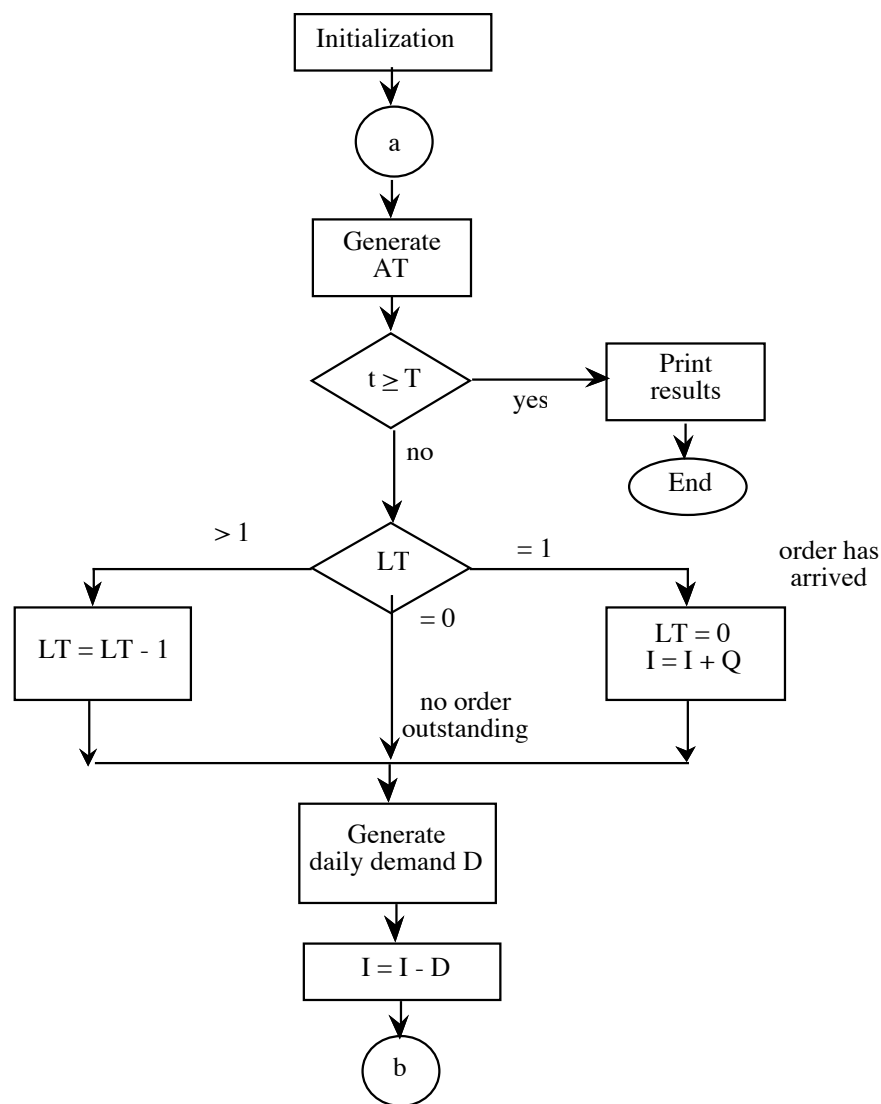 Initialization
a
Generate
AT
t ≥ T
yes
Print
results
End
no
> 1
LT
= 1
order has
arrived
= 0
LT = LT - 1
LT = 0
I = I + Q
no order
outstanding
Generate
daily demand D
I = I - D
b